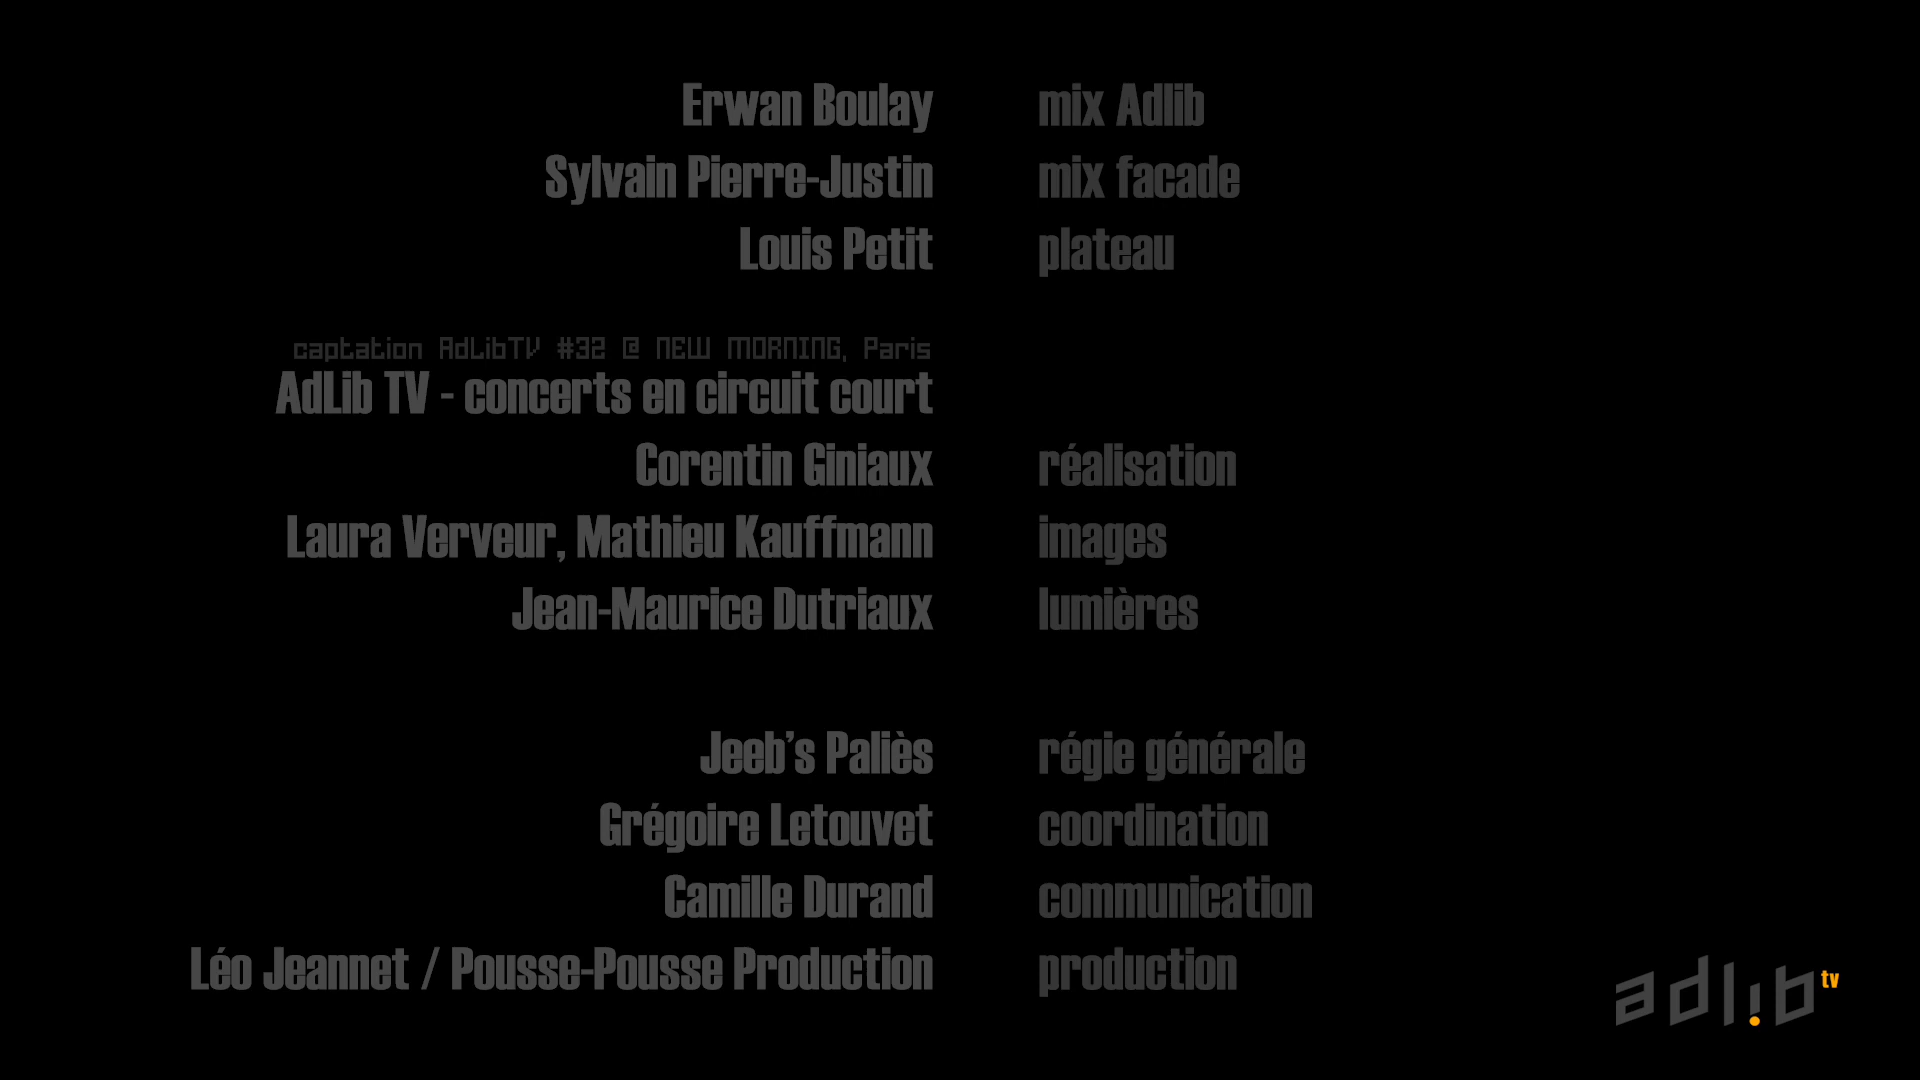 Erwan Boulay mix Adlib
Sylvain Pierre-Justin mix facade
Louis Petit plateau
captation AdLibTV #32 @ NEW MORNING, Paris
AdLib TV - concerts en circuit court
Corentin Giniaux réalisation
Laura Verveur, Mathieu Kauffmann images
Jean-Maurice Dutriaux lumières
Jeeb’s Paliès régie générale
Grégoire Letouvet coordination
Camille Durand communication
Léo Jeannet / Pousse-Pousse Production production
adlib tv